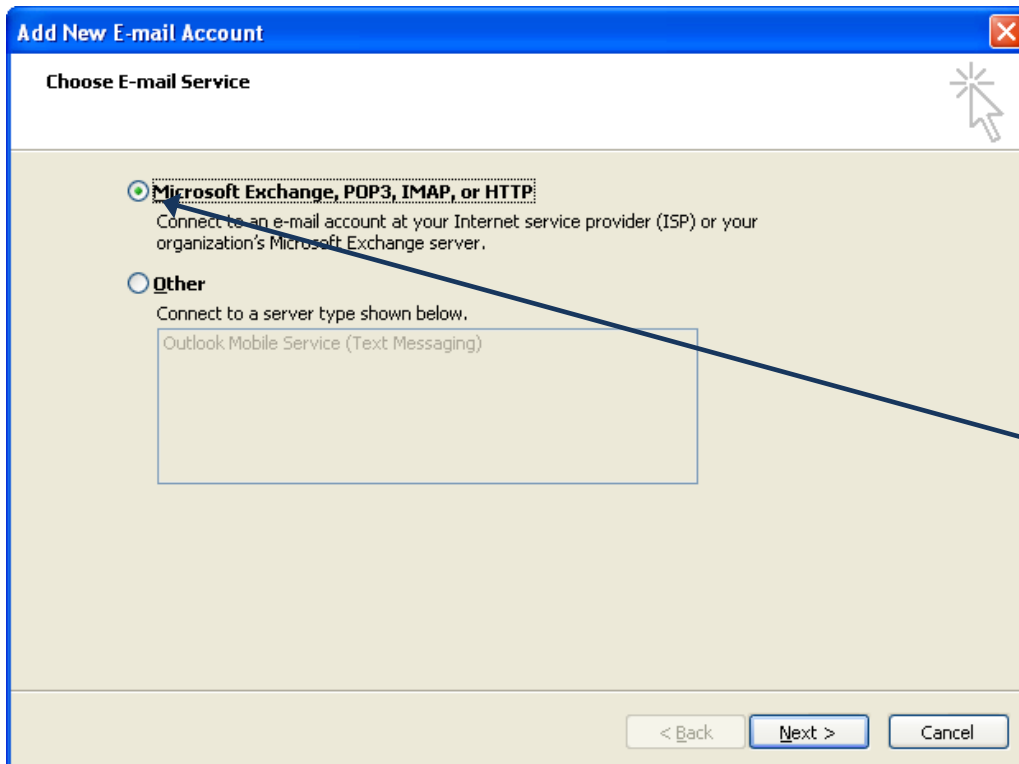 Add New E-mail Account
Choose E-mail Service
Microsoft Exchange, POP3, IMAP, or HTTP
Connect to an e-mail account at your Internet service provider (ISP) or your
organization's Microsoft Exchange server.
Other
Connect to a server type shown below.
Outlook Mobile Service (Text Messaging)
< Back
Next >
Cancel